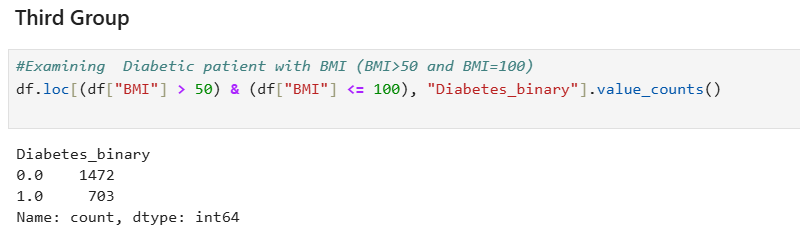 Third Group
#Examining  Diabetic patient with BMI (BMI>50 and BMI=100)
df.loc[(df["BMI"] > 50) & (df["BMI"] <= 100), "Diabetes_binary"].value_counts()
Diabetes_binary
0.0    1472
1.0     703
Name: count, dtype: int64